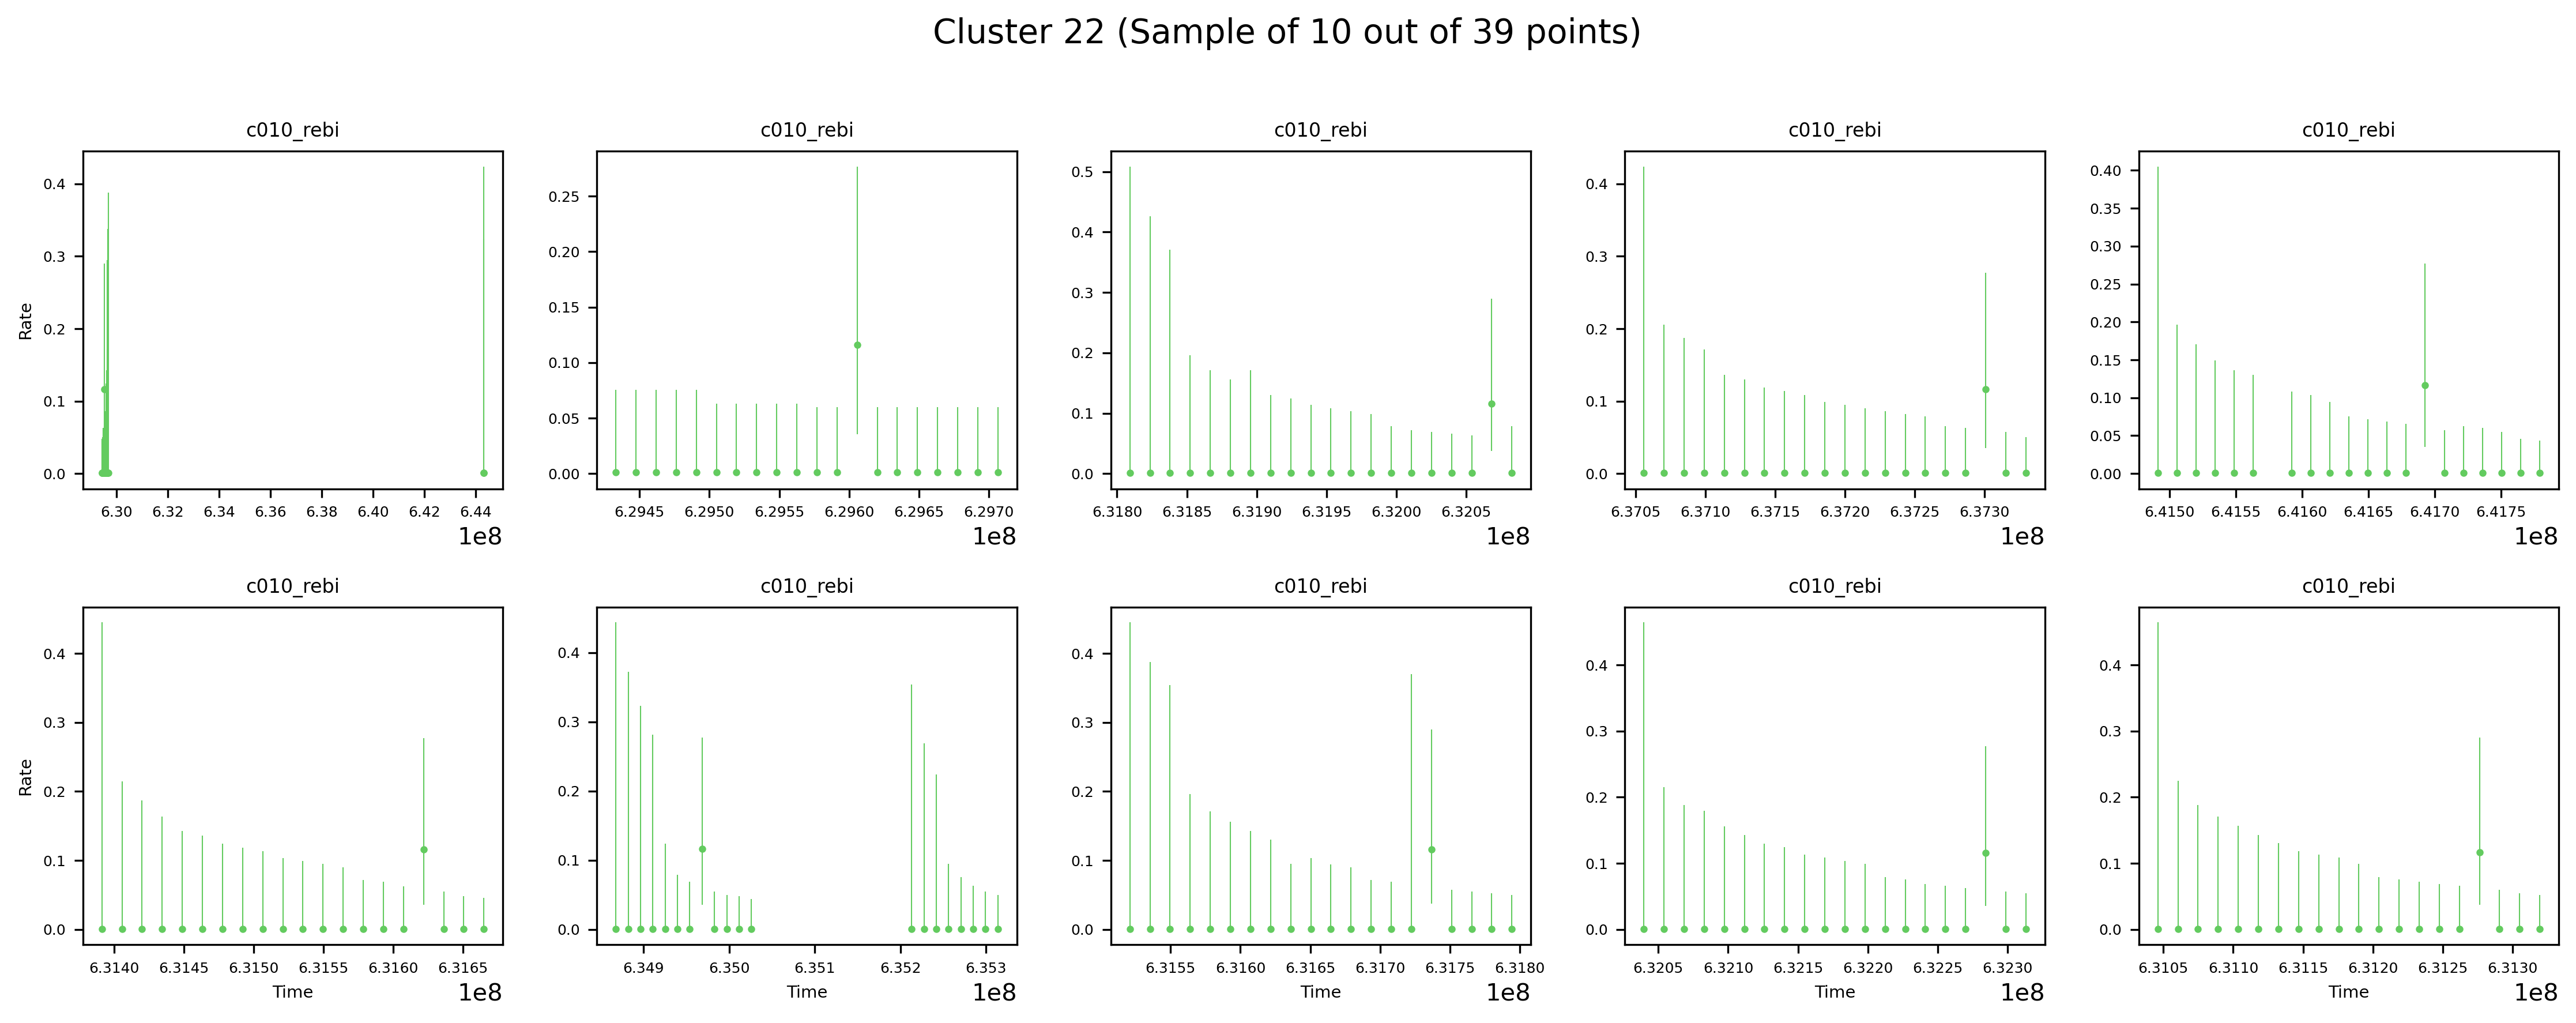 Cluster 22 (Sample of 10 out of 39 points)
c010_rebi c010_rebi c010_rebi c010_rebi c010_rebi
Rate
0.4 0.3 0.2 0.1 0.0
6.30 6.32 6.34 6.36 6.38 6.40 6.42 6.44
1e8
0.25 0.20 0.15 0.10 0.05 0.00
6.2945 6.2950 6.2955 6.2960 6.2965 6.2970
1e8
0.5 0.4 0.3 0.2 0.1 0.0
6.3180 6.3185 6.3190 6.3195 6.3200 6.3205
1e8
0.4 0.3 0.2 0.1 0.0
6.3705 6.3710 6.3715 6.3720 6.3725 6.3730
1e8
0.40 0.35 0.30 0.25 0.20 0.15 0.10 0.05 0.00
6.4150 6.4155 6.4160 6.4165 6.4170 6.4175
1e8
c010_rebi c010_rebi c010_rebi c010_rebi c010_rebi
Rate
0.4 0.3 0.2 0.1 0.0
6.3140 6.3145 6.3150 6.3155 6.3160 6.3165
Time 1e8
0.4 0.3 0.2 0.1 0.0
6.349 6.350 6.351 6.352 6.353
Time 1e8
0.4 0.3 0.2 0.1 0.0
6.3155 6.3160 6.3165 6.3170 6.3175 6.3180
Time 1e8
0.4 0.3 0.2 0.1 0.0
6.3205 6.3210 6.3215 6.3220 6.3225 6.3230
Time 1e8
0.4 0.3 0.2 0.1 0.0
6.3105 6.3110 6.3115 6.3120 6.3125 6.3130
Time 1e8